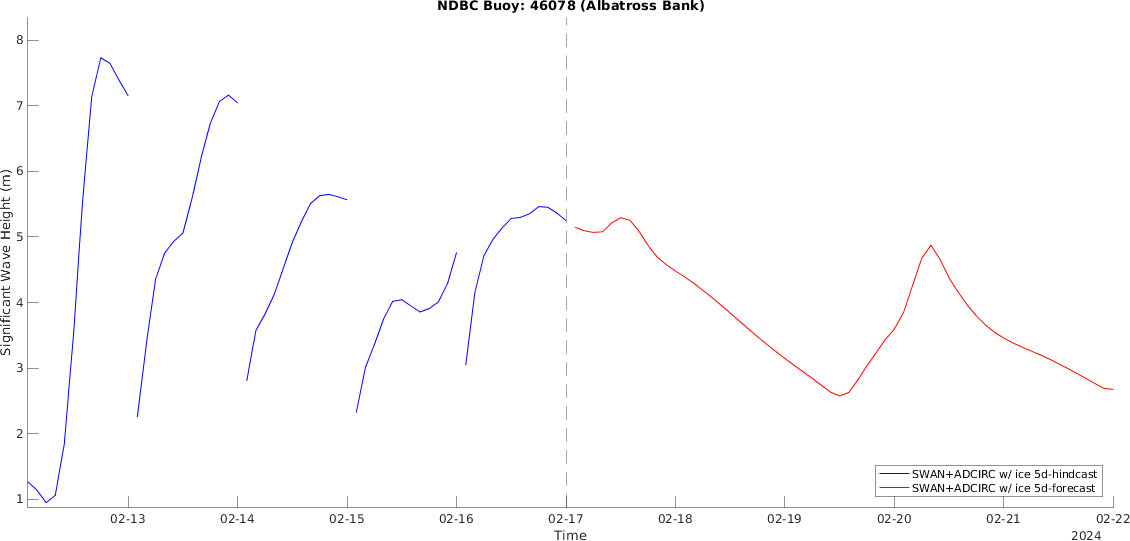 NDBC Buoy: 46078 (Albatross Bank)
8
7
6
5
4
3
2
1
Significant Wave Height (m)
02-13 02-14 02-15 02-16 02-17 02-18 02-19 02-20 02-21 02-22
Time
2024
SWAN+ADCIRC w/ ice 5d-hindcast
SWAN+ADCIRC w/ ice 5d-forecast